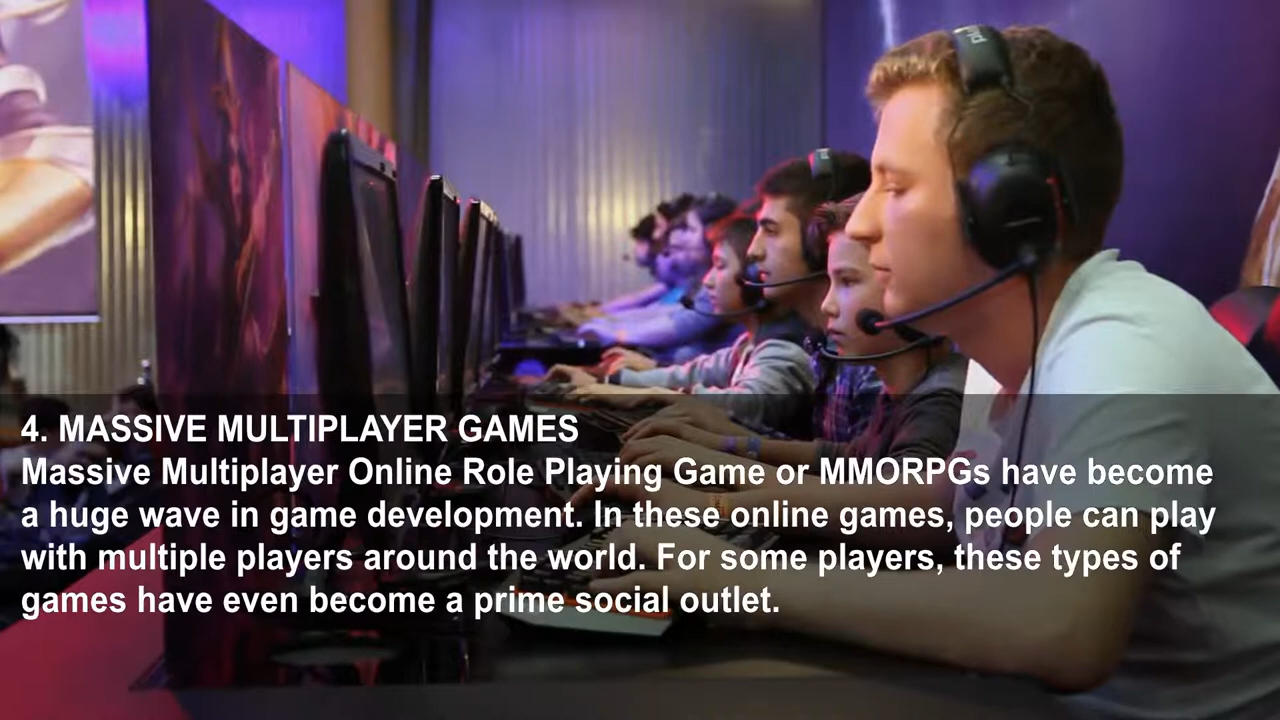 4. MASSIVE MULTIPLAYER GAMES
Massive Multiplayer Online Role Playing Game or MMORPGs have become
a huge wave in game development. In these online games, people can play
with multiple players around the world. For some players, these types of
games have even become a prime social outlet.